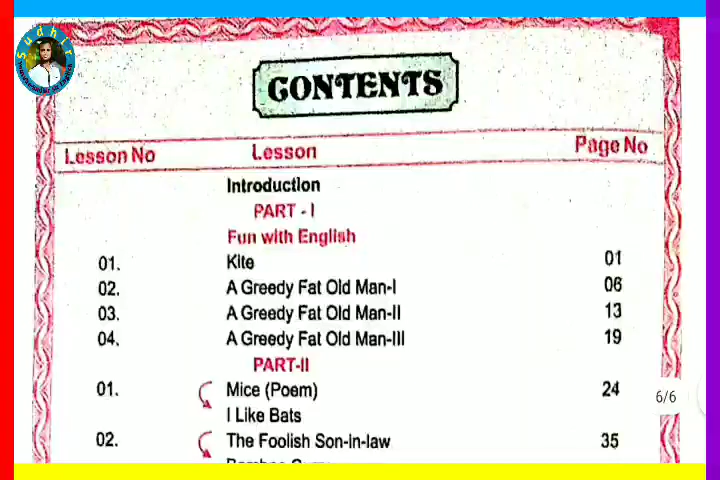 Sudhir
CONTENTS
Lesson No Lesson Page No
Introduction
PART - I
Fun with English
01. Kite 01
02. A Greedy Fat Old Man-I 06
03. A Greedy Fat Old Man-II 13
04. A Greedy Fat Old Man-III 19
PART-II
01. Mice (Poem) 24
6/6
I Like Bats
02. The Foolish Son-in-law 35